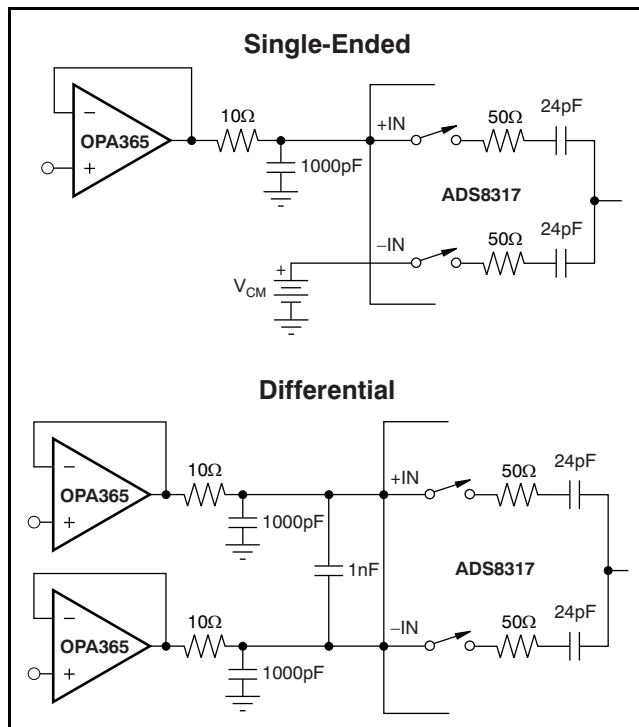 Single-Ended
−
OPA365
+
10Ω
1000pF
+IN
50Ω
24pF
ADS8317
−IN
50Ω
24pF
+
VCM
Differential
−
OPA365
+
10Ω
1000pF
+IN
50Ω
24pF
1nF
ADS8317
−
OPA365
+
10Ω
1000pF
−IN
50Ω
24pF